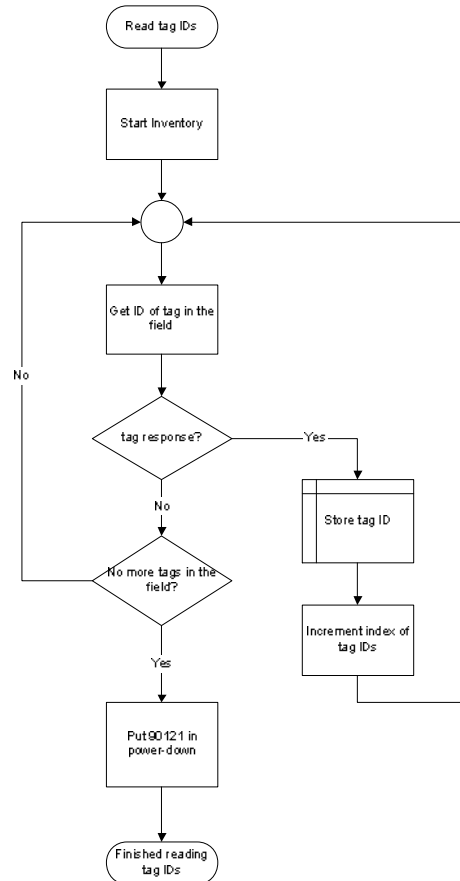 Read tag IDs
Start Inventory
Get ID of tag in the
field
No
tag response?
Yes
Store tag ID
No
No more tags in the
field?
Increment index of
tag IDs
Yes
Put 90121 in
power-down
Finished reading
tag IDs